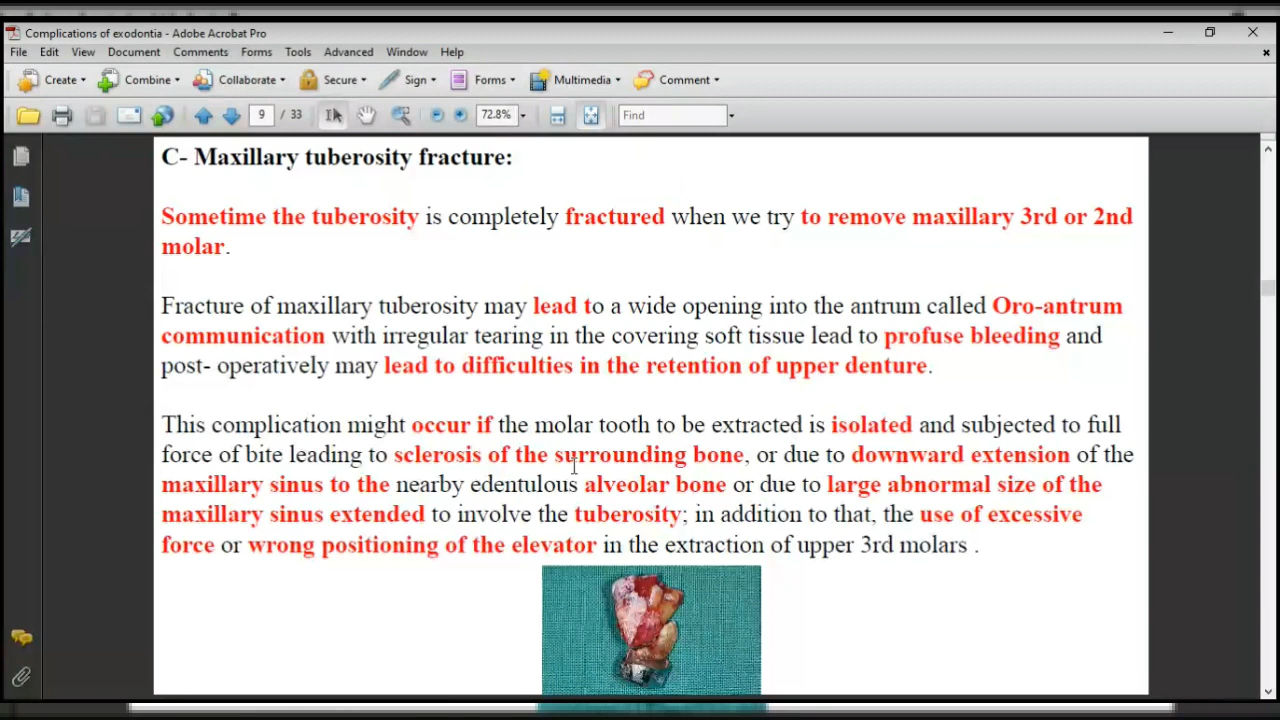 Complications of exodontia - Adobe Acrobat Pro
File Edit View Document Comments Forms Tools Advanced Window Help
Create Combine Collaborate Secure Sign Forms Multimedia Comment
9 / 33 72.8% Find
C- Maxillary tuberosity fracture:
Sometime the tuberosity is completely fractured when we try to remove maxillary 3rd or 2nd
molar.
Fracture of maxillary tuberosity may lead to a wide opening into the antrum called Oro-antrum
communication with irregular tearing in the covering soft tissue lead to profuse bleeding and
post- operatively may lead to difficulties in the retention of upper denture.
This complication might occur if the molar tooth to be extracted is isolated and subjected to full
force of bite leading to sclerosis of the surrounding bone, or due to downward extension of the
maxillary sinus to the nearby edentulous alveolar bone or due to large abnormal size of the
maxillary sinus extended to involve the tuberosity; in addition to that, the use of excessive
force or wrong positioning of the elevator in the extraction of upper 3rd molars .